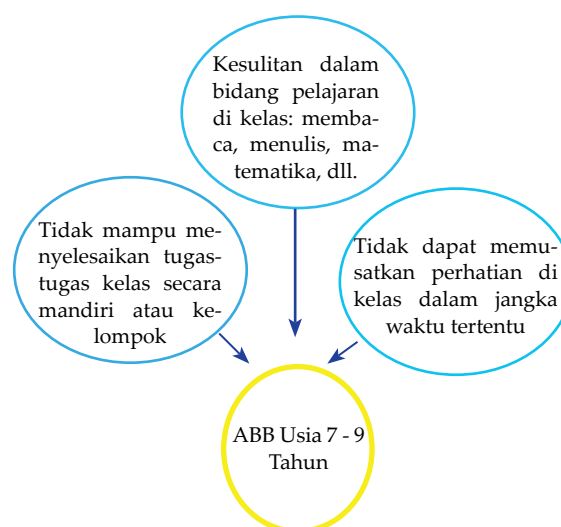 Kesulitan dalam
bidang pelajaran
di kelas: memba-
ca, menulis, ma-
tematika, dll.
Tidak mampu me-
nyelesaikan tugas-
tugas kelas secara
mandiri atau ke-
lompok
Tidak dapat memu-
satkan perhatian di
kelas dalam jangka
waktu tertentu
ABB Usia 7 - 9
Tahun